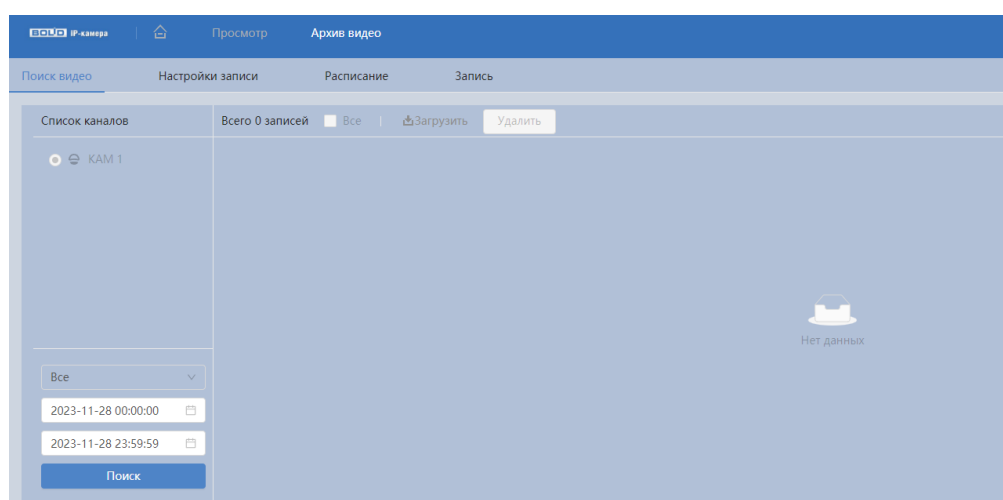 BOLID IP-камера Просмотр Архив видео
Поиск видео Настройки записи Расписание Запись
Список каналов Всего 0 записей Все Загрузить Удалить
КАМ 1
Нет данных
Все
2023-11-28 00:00:00
2023-11-28 23:59:59
Поиск